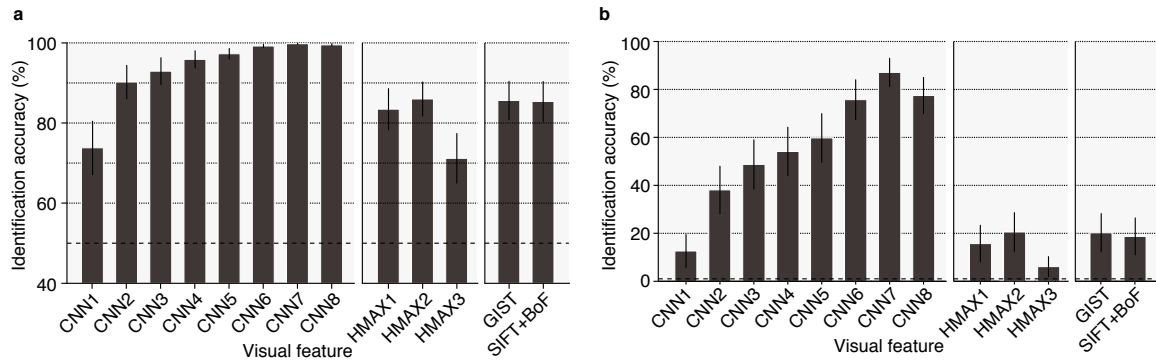 a
Identification accuracy (%)
100
80
60
40
CNN1
CNN2
CNN3
CNN4
CNN5
CNN6
CNN7
CNN8
HMAX1
HMAX2
HMAX3
GIST
SIFT+BoF
Visual feature
b
Identification accuracy (%)
100
80
60
40
20
0
CNN1
CNN2
CNN3
CNN4
CNN5
CNN6
CNN7
CNN8
HMAX1
HMAX2
HMAX3
GIST
SIFT+BoF
Visual feature